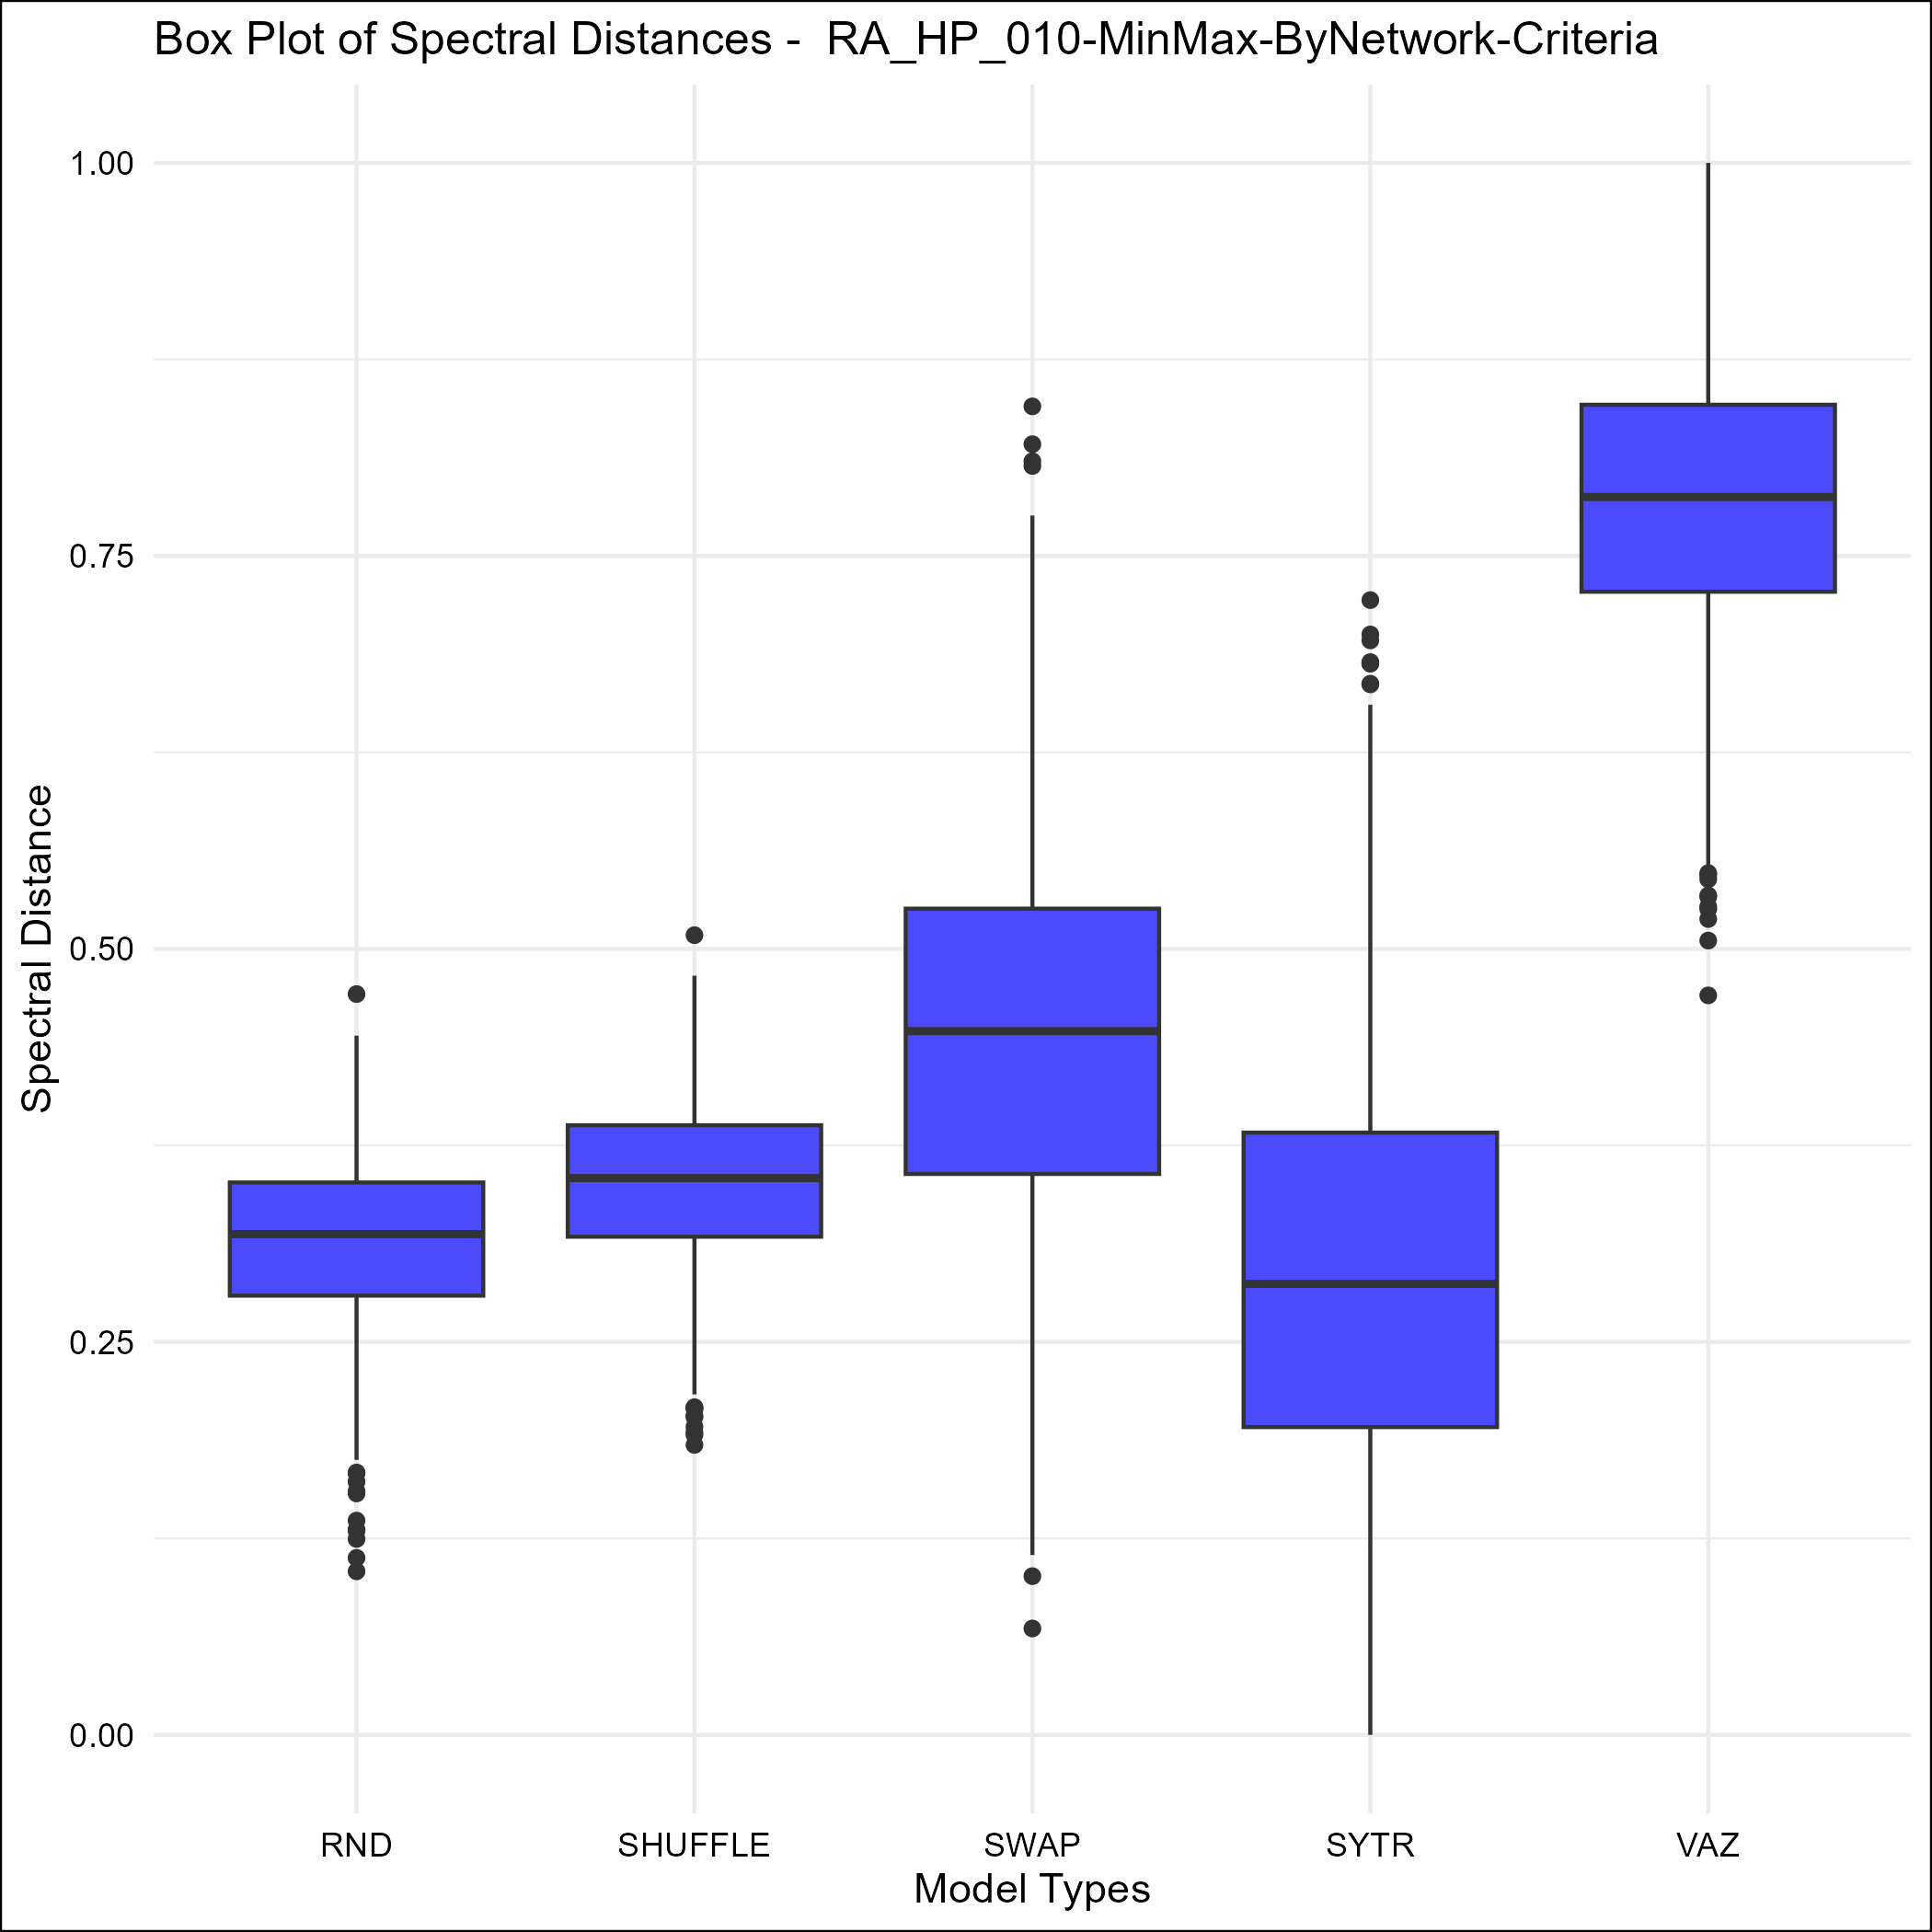 Box Plot of Spectral Distances -  RA_HP_010-MinMax-ByNetwork-Criteria
Spectral Distance
1.00
0.75
0.50
0.25
0.00
RND SHUFFLE SWAP SYTR VAZ
Model Types